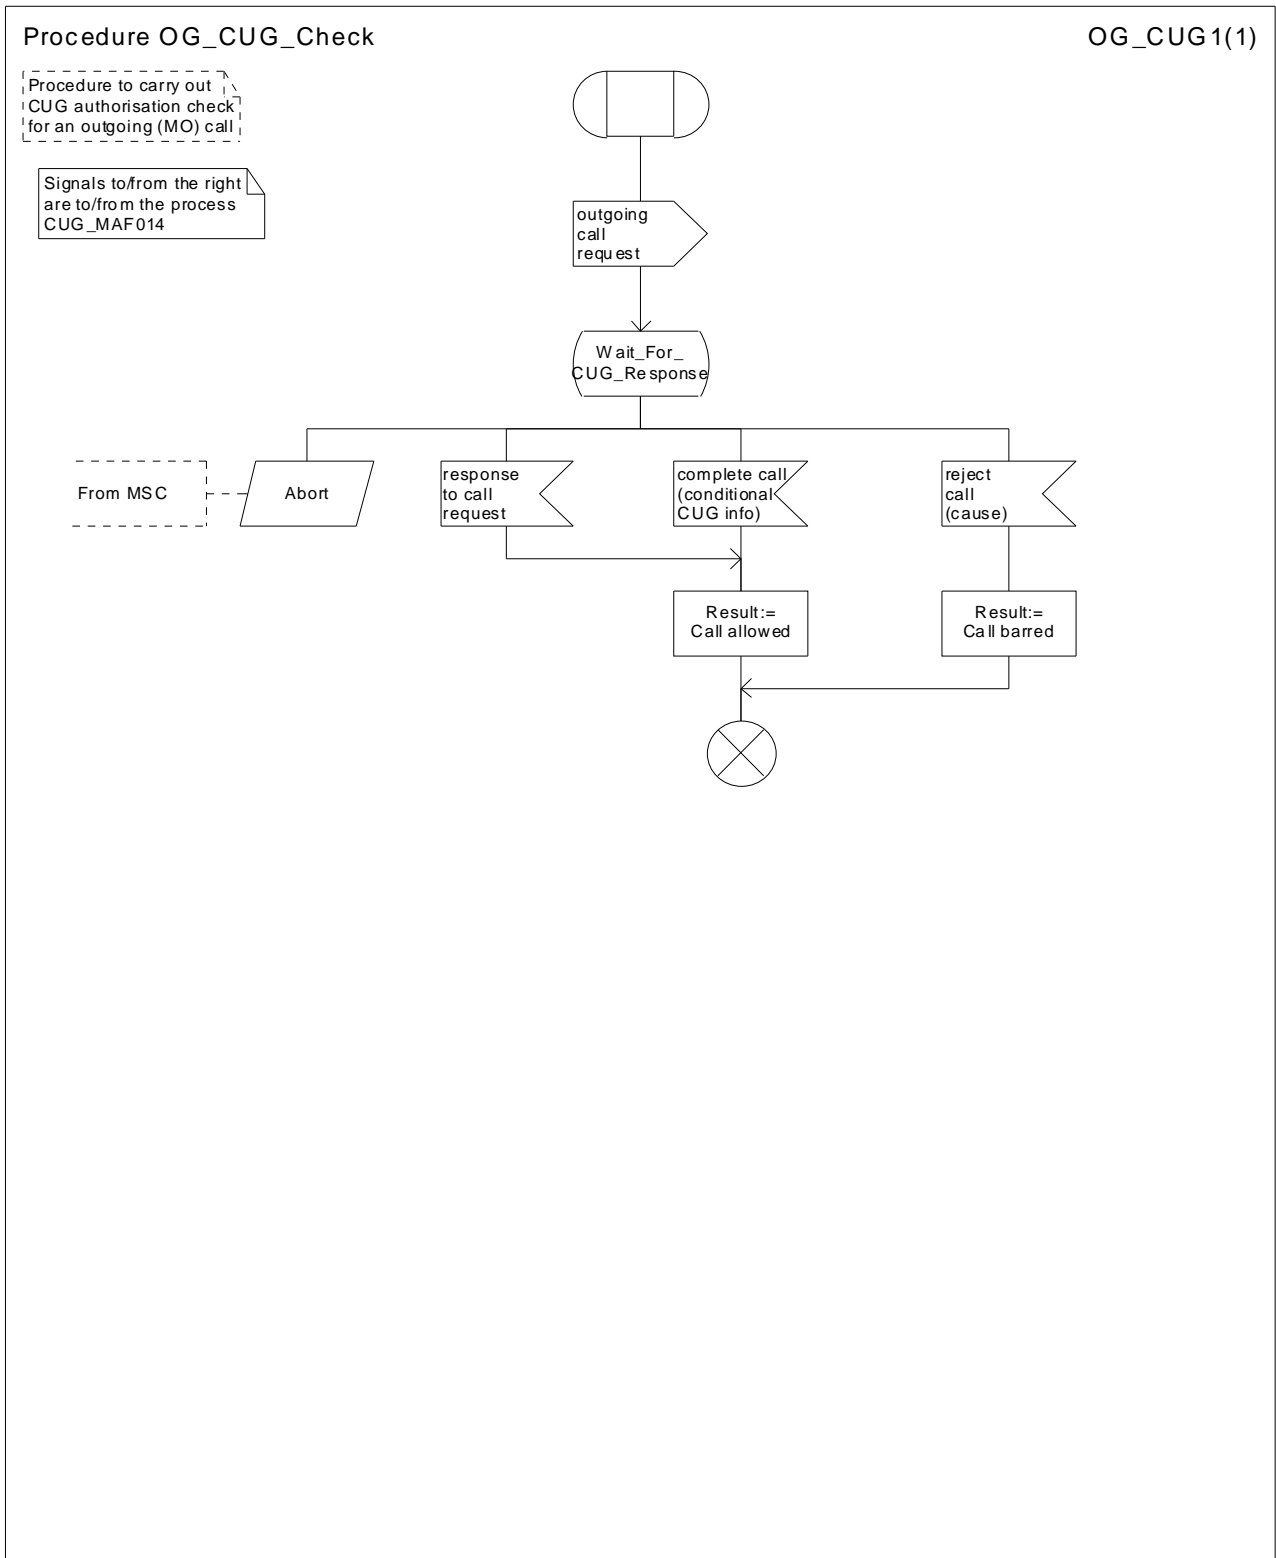 Procedure OG_CUG_Check
OG_CUG1(1)
Procedure to carry out
CUG authorisation check
for an outgoing (MO) call
Signals to/from the right
are to/from the process
CUG_MAF014
outgoing
call
request
Wait_For_
CUG_Response
From MSC
Abort
response
to call
request
complete call
(conditional
CUG info)
reject
call
(cause)
Result:=
Call allowed
Result:=
Call barred